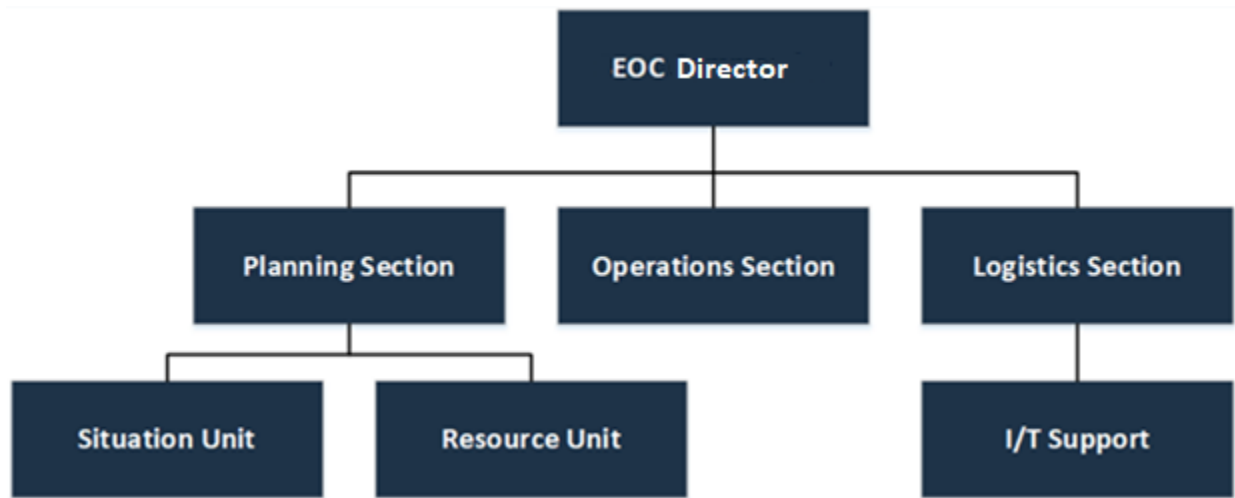 EOC Director
Planning Section
Operations Section
Logistics Section
Situation Unit
Resource Unit
I/T Support